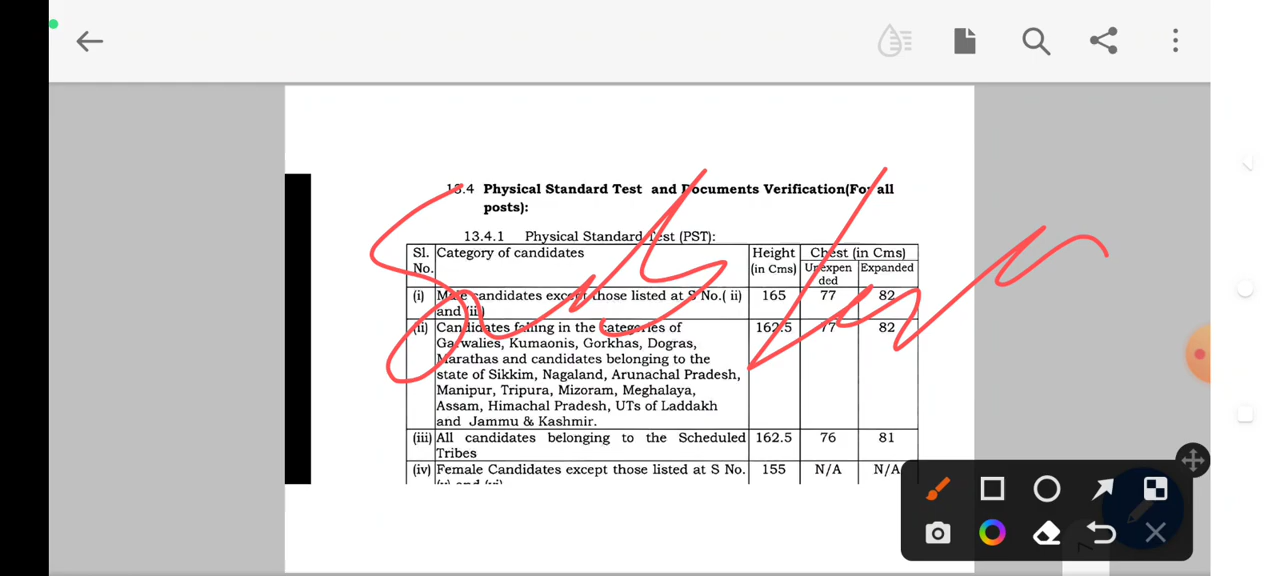 13.4 Physical Standard Test and Documents Verification(For all
posts):
13.4.1 Physical Standard Test (PST):
Sl. No. Category of candidates Height (in Cms) Chest (in Cms)
Unexpen ded Expanded
(i) Male candidates except those listed at S No.( ii) 165 77 82
and (iii)
(ii) Candidates falling in the categories of 162.5 77 82
Garwalies, Kumaonis, Gorkhas, Dogras,
Marathas and candidates belonging to the
state of Sikkim, Nagaland, Arunachal Pradesh,
Manipur, Tripura, Mizoram, Meghalaya,
Assam, Himachal Pradesh, UTs of Laddakh
and Jammu & Kashmir.
(iii) All candidates belonging to the Scheduled 162.5 76 81
Tribes
(iv) Female Candidates except those listed at S No. 155 N/A N/A